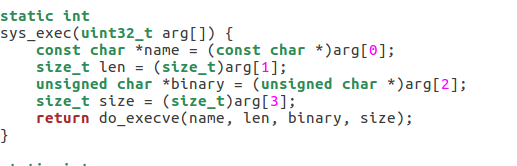 static int
sys_exec(uint32_t arg[]) {
    const char *name = (const char *)arg[0];
    size_t len = (size_t)arg[1];
    unsigned char *binary = (unsigned char *)arg[2];
    size_t size = (size_t)arg[3];
    return do_execve(name, len, binary, size);
}